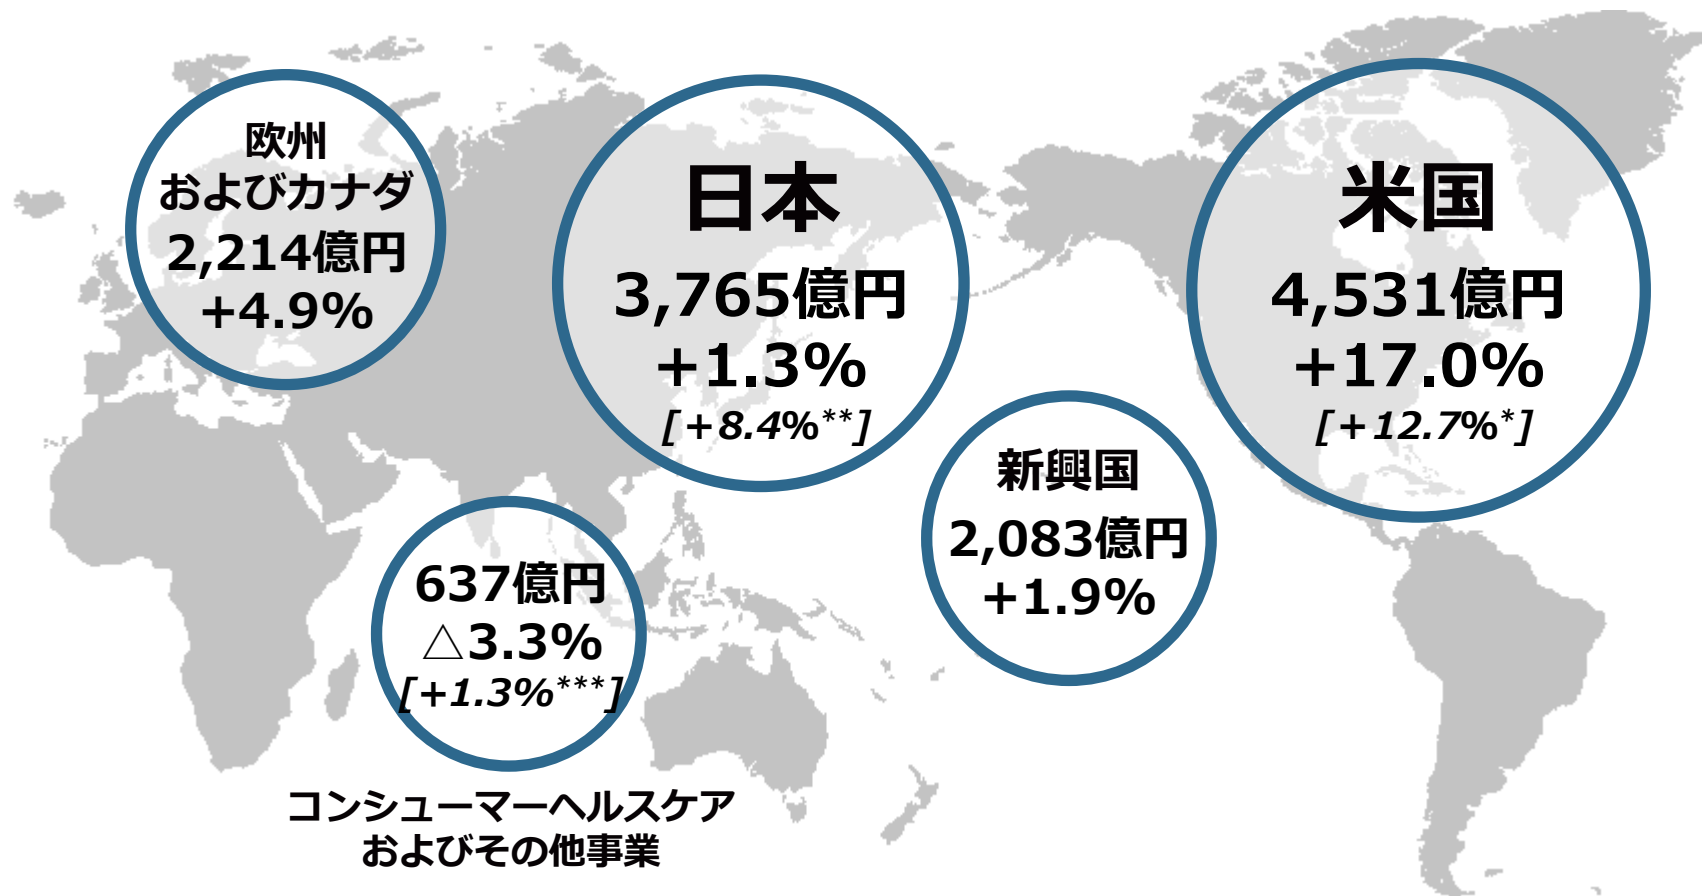 欧州
およびカナダ
2,214億円
+4.9%
日本
3,765億円
+1.3%
[+8.4%**]
米国
4,531億円
+17.0%
[+12.7%*]
新興国
2,083億円
+1.9%
637億円
△3.3%
[+1.3%***]
コンシューマーヘルスケア
およびその他事業